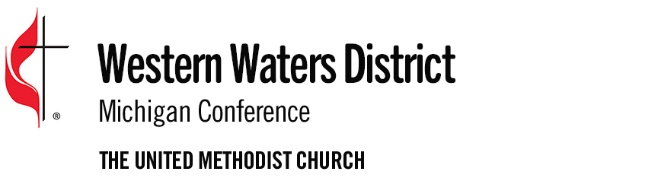 Western Waters District
Michigan Conference
®
THE UNITED METHODIST CHURCH